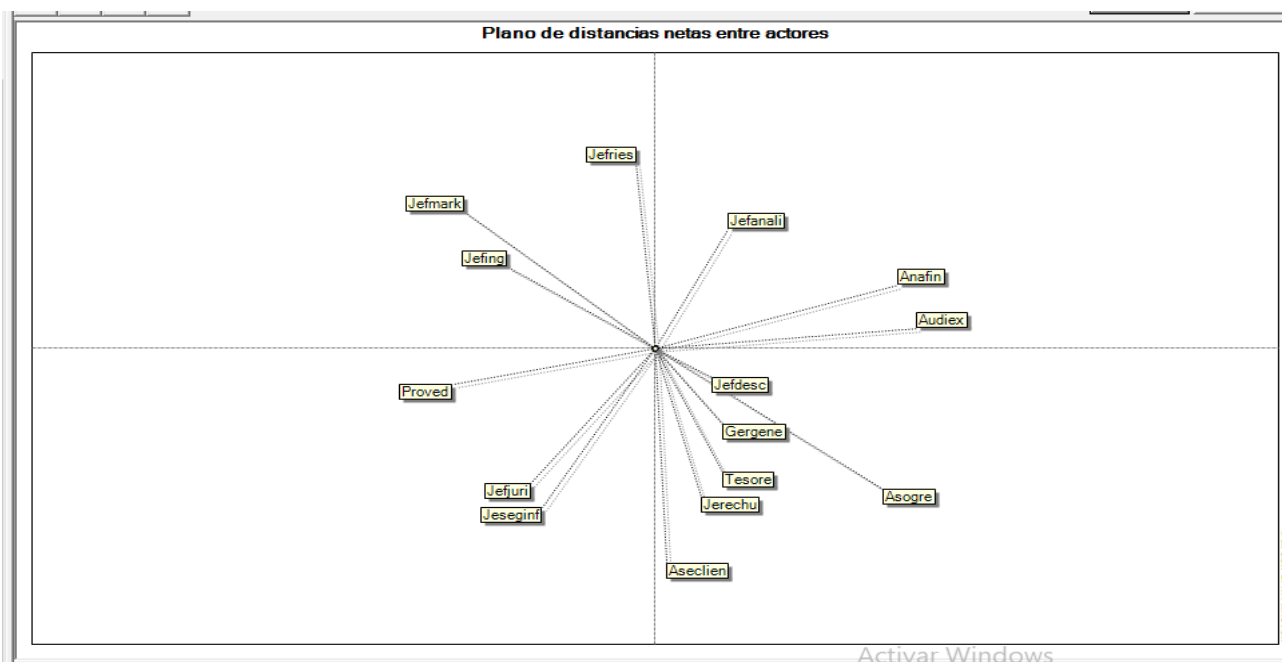 Plano de distancias netas entre actores
Jefries
Jefmark
Jefanali
Jefing
Anafin
Audiex
Jefdesc
Proved
Gergene
Tesore
Jefjuri
Asogre
Jerechu
Jeseginf
Aseclien
Activar Windows